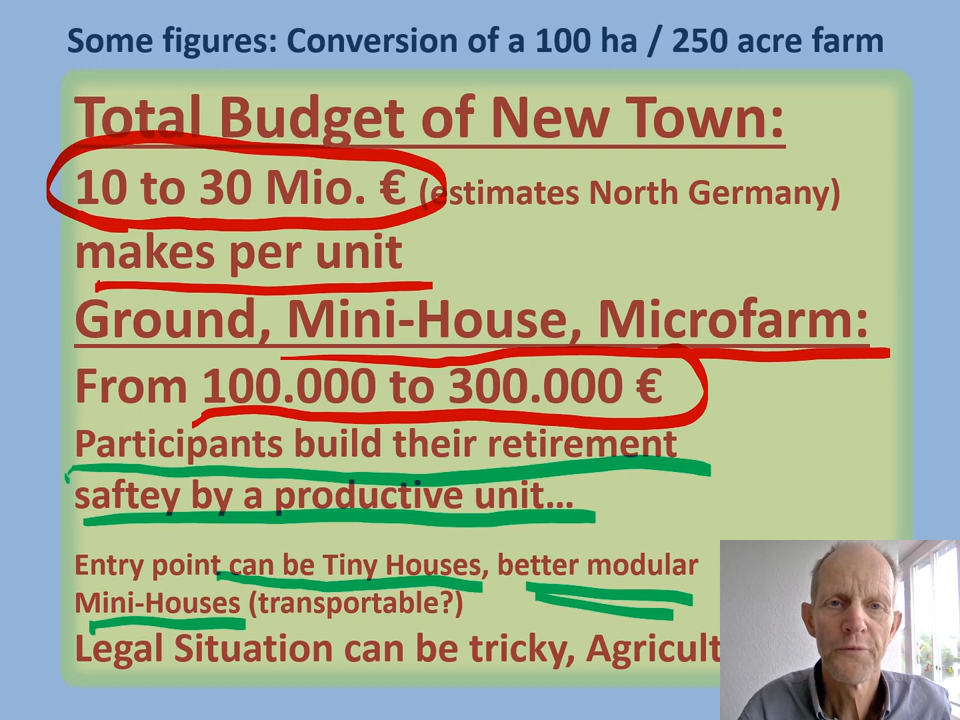 Some figures: Conversion of a 100 ha / 250 acre farm
Total Budget of New Town:
10 to 30 Mio. € (estimates North Germany)
makes per unit
Ground, Mini-House, Microfarm:
From 100.000 to 300.000 €
Participants build their retirement
saftey by a productive unit...
Entry point can be Tiny Houses, better modular
Mini-Houses (transportable?)
Legal Situation can be tricky,